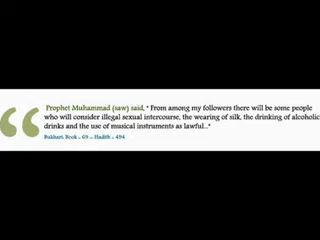 Prophet Muhammad (saw) said, " From among my followers there will be some people
who will consider illegal sexual intercourse, the wearing of silk, the drinking of alcoholic
drinks and the use of musical instruments as lawful..."
Bukhari Book - 69 - Hadith - 494